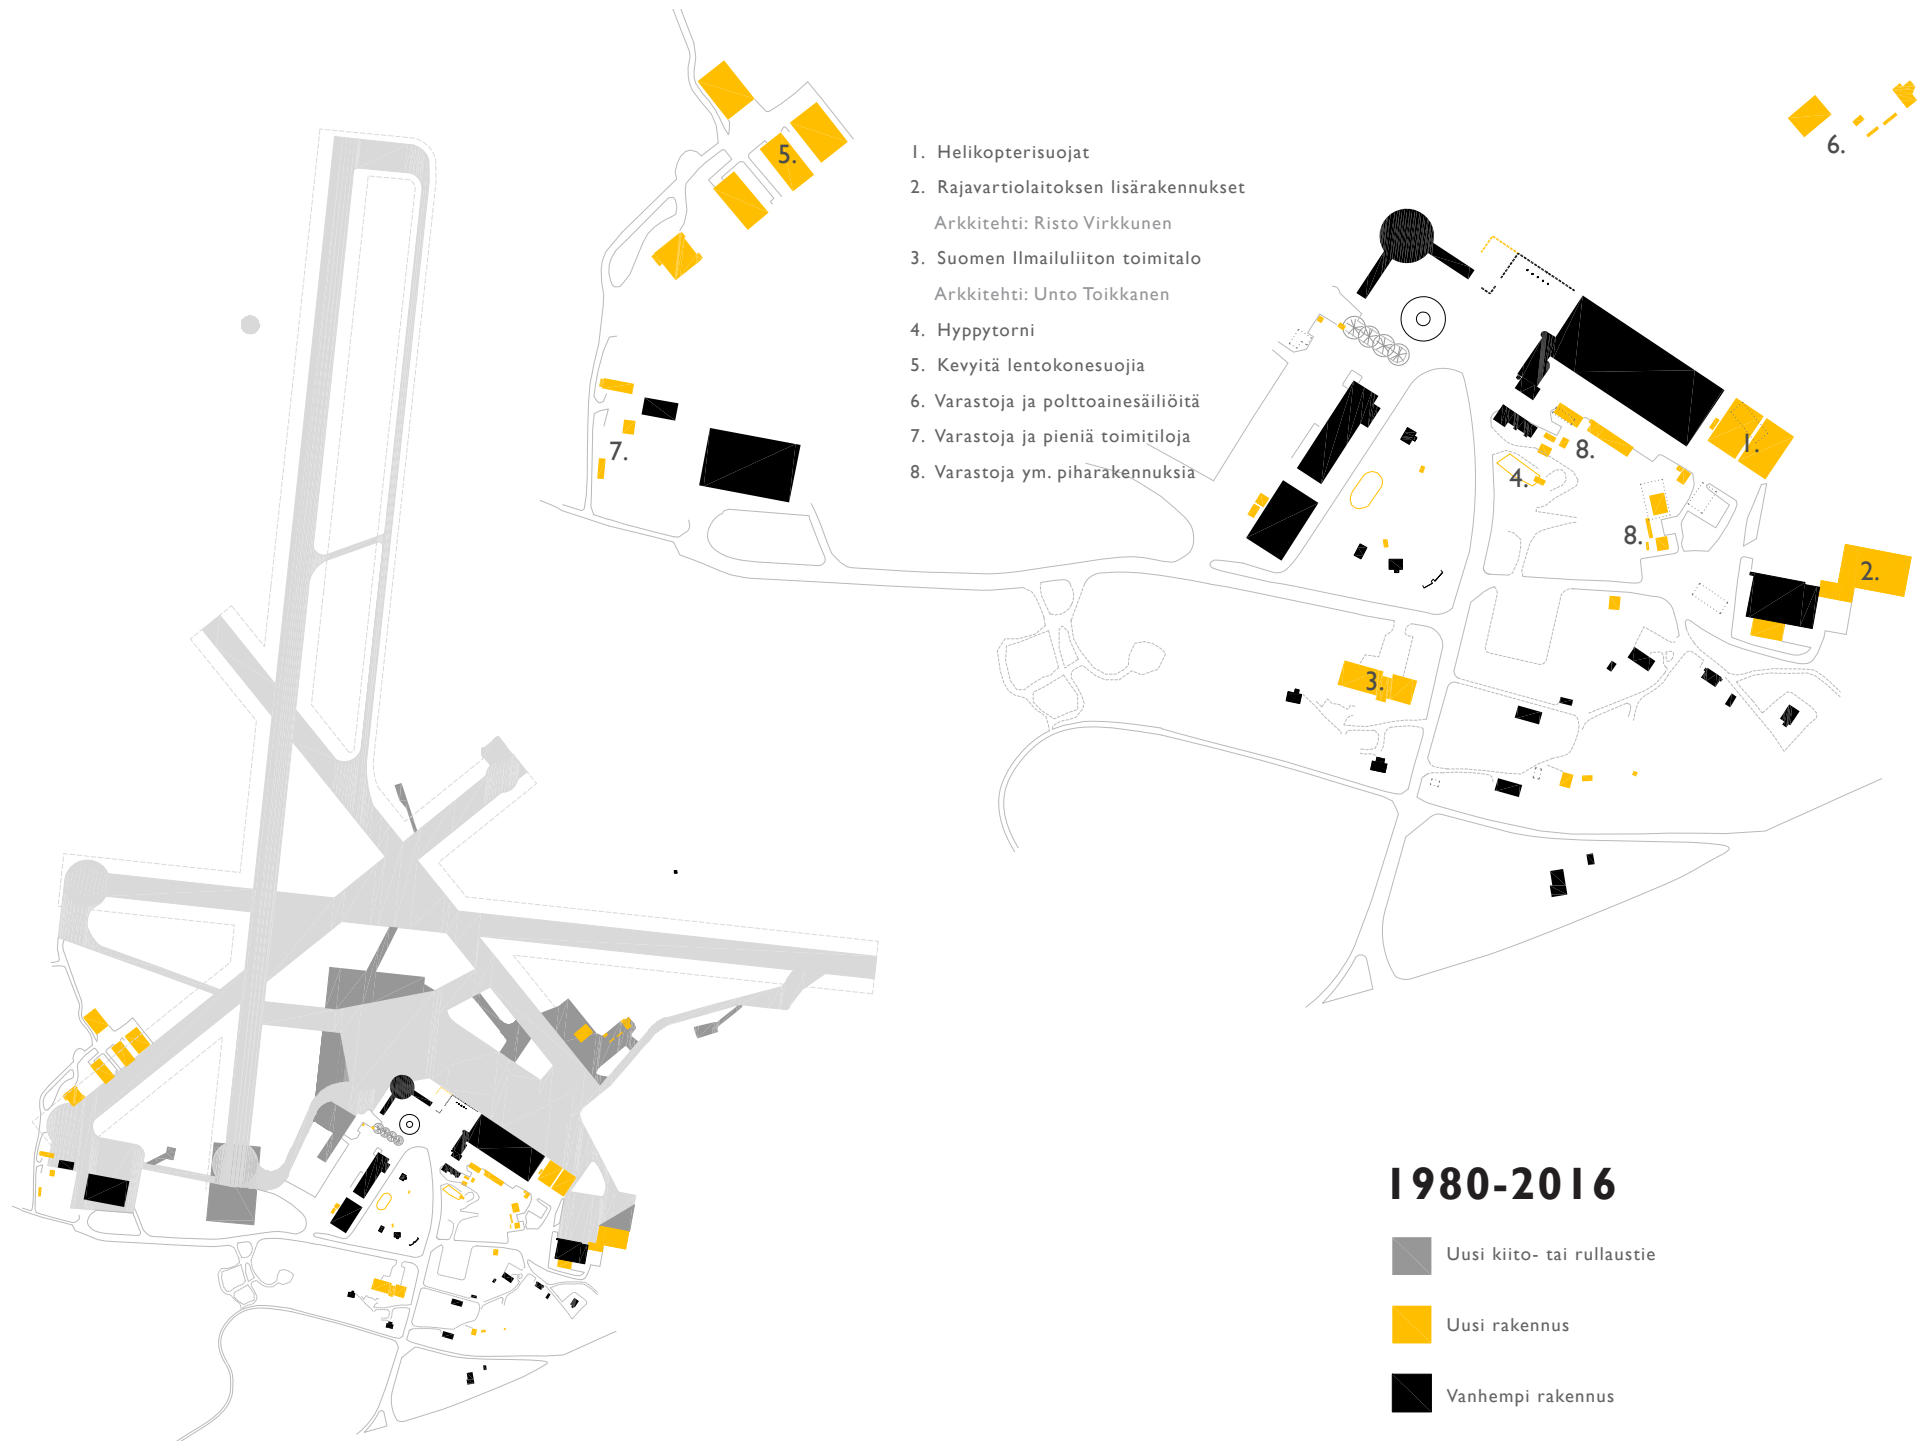 1. Helikopterisuojat
2. Rajavartiolaitoksen lisärakennukset
Arkkitehti: Risto Virkkunen
3. Suomen Ilmailuliiton toimitalo
Arkkitehti: Unto Toikkanen
4. Hyppytorni
5. Kevyitä lentokonesuojia
6. Varastoja ja polttoainesäiliöitä
7. Varastoja ja pieniä toimitiloja
8. Varastoja ym. piharakennuksia
5.
6.
7.
1.
8.
4.
8.
2.
3.
1980-2016
Uusi kiito- tai rullaustie
Uusi rakennus
Vanhempi rakennus